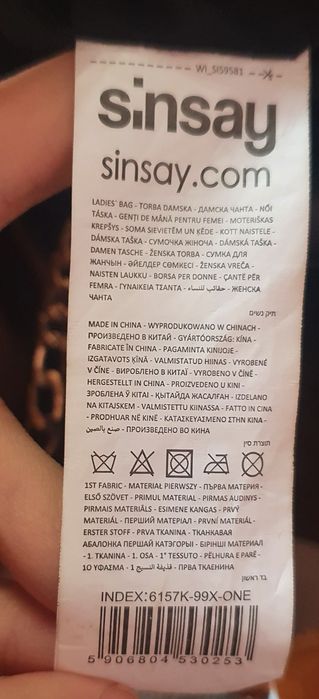 WI_SI59581
sinsay
sinsay.com
LADIES` BAG - TORBA DAMSKA - ДАМСКА ЧАНТА - NŐI
TÁSKA - GENȚI DE MÂNĂ PENTRU FEMEI - MOTERIŠKAS
KREPŠYS - SOMA SIEVIETĒM UN KĒDE - KOTT NAISTELE -
DÁMSKA TAŠKA - СУМОЧКА ЖІНОЧА - DÁMSKÁ TAŠKA -
DAMEN TASCHE - ŽENSKA TORBA - СУМКА ДЛЯ
ЖАНЧЫН - ӘЙЕЛДЕР СӨМКЕСІ - ŽENSKA VREĆA -
NAISTEN LAUKKU - BORSA PER DONNE - ÇANTË PËR
FEMRA - ΓΥΝΑΙΚΕΙΑ ΤΣΑΝΤΑ - حقائب للنساء - ЖЕНСКА
ЧАНТА
תיק נשים
MADE IN CHINA - WYPRODUKOWANO W CHINACH -
ПРОИЗВЕДЕНО В КИТАЙ - GYÁRTÓORSZÁG: KÍNA -
FABRICATE ÎN CHINA - PAGAMINTA KINIJOJE -
IZGATAVOTS ĶĪNĀ - VALMISTATUD HIINAS - VYROBENÉ
V ČÍNE - ВИРОБЛЕНО В КИТАЇ - VYROBENO V ČÍNĚ -
HERGESTELLT IN CHINA - PROIZVEDENO U KINI -
ЗРОБЛЕНА Ў КІТАІ - ҚЫТАЙДА ЖАСАЛҒАН - IZDELANO
NA KITAJSKEM - VALMISTETTU KIINASSA - FATTO IN CINA
- PRODHUAR NË KINË - ΚΑΤΑΣΚΕΥΑΖΕΤΑΙ ΣΤΗΝ ΚΙΝΑ -
صنع بالصين - ПРОИЗВЕДЕНО ВО КИНА
תוצרת סין
1ST FABRIC - MATERIAŁ PIERWSZY - ПЪРВА МАТЕРИЯ -
ELSŐ SZÖVET - PRIMUL MATERIAL - PIRMAS AUDINYS -
PIRMAIS MATERIĀLS - ESIMENE KANGAS - PRVÝ
MATERIÁL - ПЕРШИЙ МАТЕРІАЛ - PRVNÍ MATERIÁL -
ERSTER STOFF - PRVA TKANINA - ТКАНКАВАЯ
АБАЛОНКА ПЕРШАЙ КАТЭГОРЫІ - БІРІНШІ МАТЕРИАЛ
- 1. TKANINA - 1. OSA - 1° TESSUTO - PËLHURA E PARË -
1Ο ΥΦΑΣΜΑ - قذيفة النسيج 1 - ПРВА ТКАЕНИНА
בד ראשון
INDEX:6157K-99X-ONE
5 906804 530253